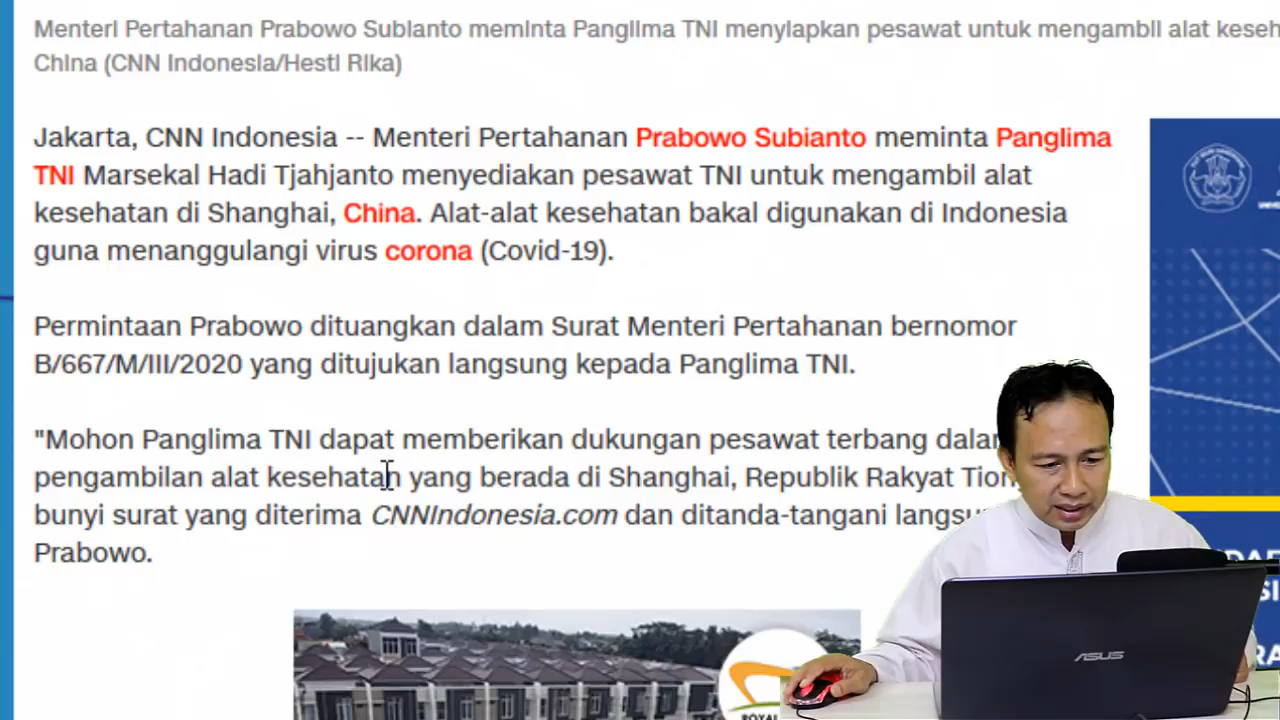 Menteri Pertahanan Prabowo Subianto meminta Panglima TNI menyiapkan pesawat untuk mengambil alat
China (CNN Indonesia/Hesti Rika)
Jakarta, CNN Indonesia -- Menteri Pertahanan Prabowo Subianto meminta Panglima
TNI Marsekal Hadi Tjahjanto menyediakan pesawat TNI untuk mengambil alat
kesehatan di Shanghai, China. Alat-alat kesehatan bakal digunakan di Indonesia
guna menanggulangi virus corona (Covid-19).
Permintaan Prabowo dituangkan dalam Surat Menteri Pertahanan bernomor
B/667/M/III/2020 yang ditujukan langsung kepada Panglima TNI.
"Mohon Panglima TNI dapat memberikan dukungan pesawat terbang
pengambilan alat kesehatan yang berada di Shanghai, Republik Rakyat
bunyi surat yang diterima CNNIndonesia.com dan ditanda-tangani
Prabowo.
ASUS